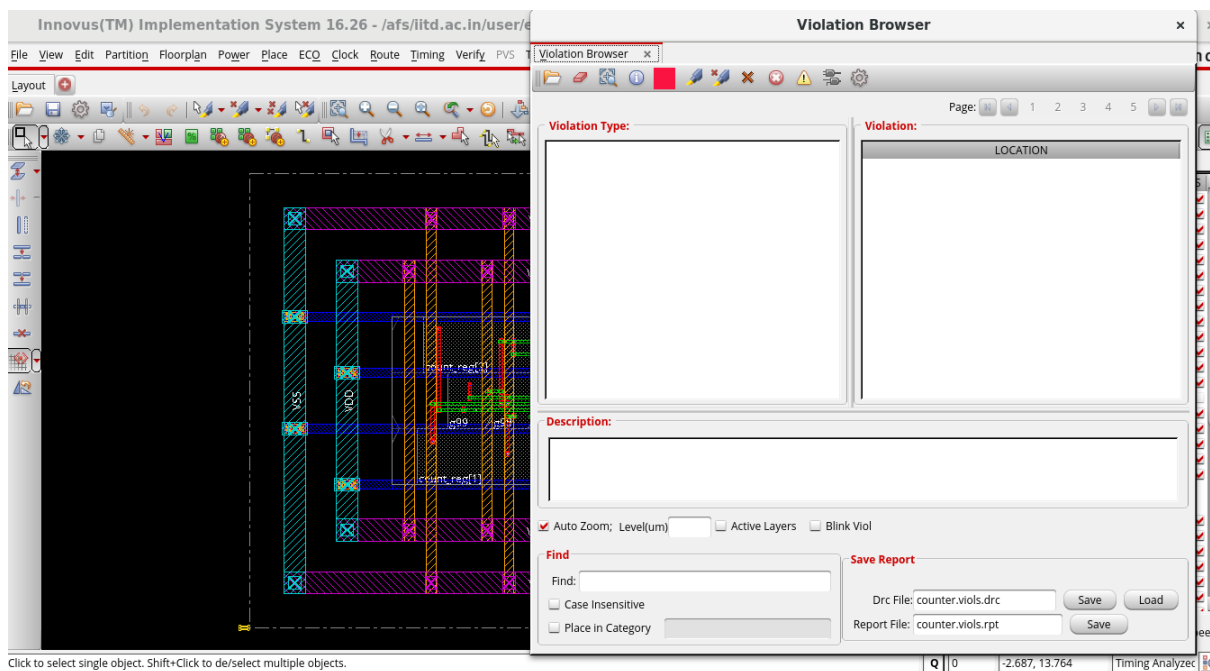 Innovus(TM) Implementation System 16.26 - /afs/iitd.ac.in/user/e
File View Edit Partition Floorplan Power Place ECO Clock Route Timing Verify PVS
Layout
VSS
VDD
count_reg[3]
g99
count_reg[1]
Click to select single object. Shift+Click to de/select multiple objects.
Violation Browser
Violation Browser
Page: 1 2 3 4 5
Violation Type:
Violation:
LOCATION
Description:
Auto Zoom; Level(um) Active Layers Blink Viol
Find
Find:
Case Insensitive
Place in Category
Save Report
Drc File: counter.viols.drc Save Load
Report File: counter.viols.rpt Save
Q 0 -2.687, 13.764 Timing Analyzed